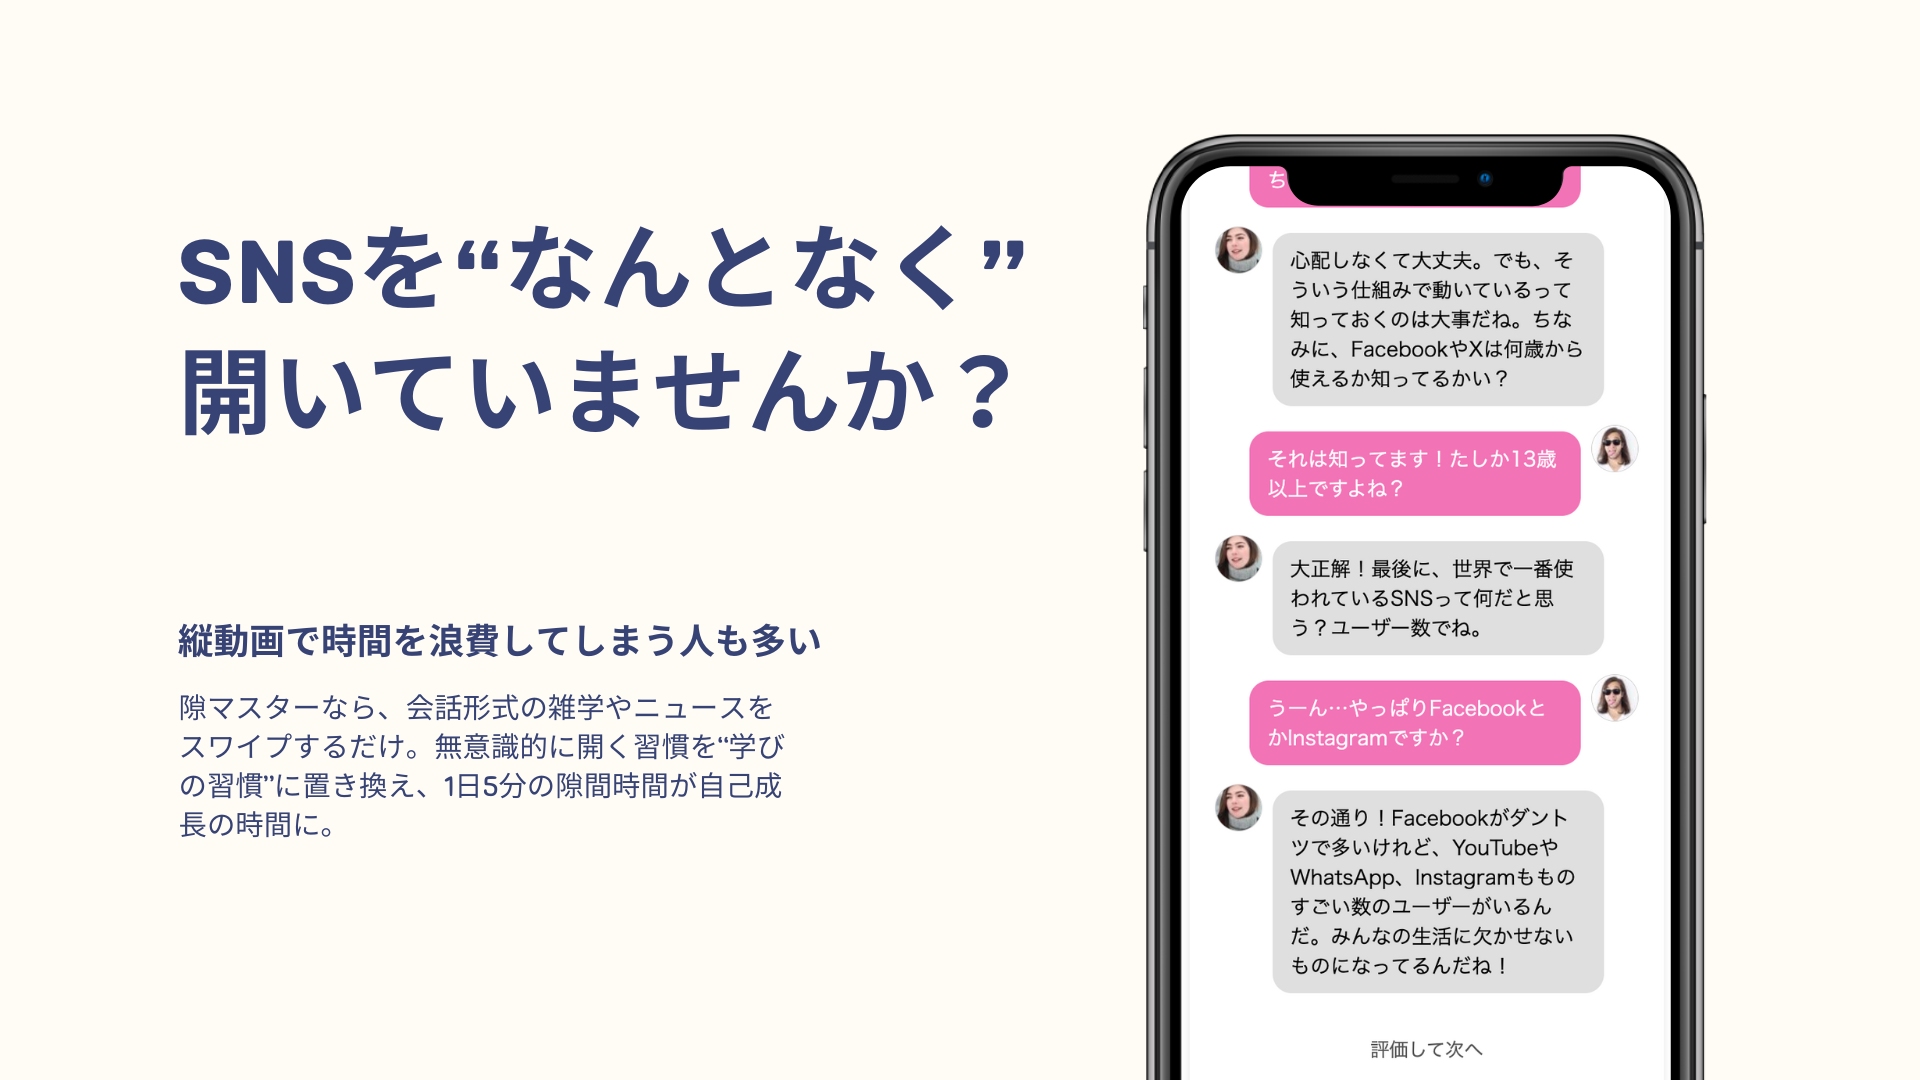 SNSを“なんとなく”
開いていませんか？
縦動画で時間を浪費してしまう人も多い
隙マスターなら、会話形式の雑学やニュースを
スワイプするだけ。無意識的に開く習慣を“学び
の習慣”に置き換え、1日5分の隙間時間が自己成
長の時間に。
ち
心配しなくて大丈夫。でも、そ
ういう仕組みで動いているって
知っておくのは大事だね。ちな
みに、FacebookやXは何歳から
使えるか知ってるかい？
それは知ってます！たしか13歳
以上ですよね？
大正解！最後に、世界で一番使
われているSNSって何だと思
う？ユーザー数でね。
うーん…やっぱりFacebookと
かInstagramですか？
その通り！Facebookがダント
ツで多いけれど、YouTubeや
WhatsApp、Instagramももの
すごい数のユーザーがいるん
だ。みんなの生活に欠かせない
ものになってるんだね！
評価して次へ